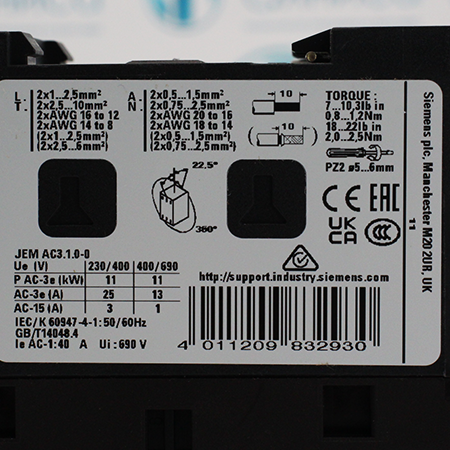 L
T
: 2x1...2,5mm²
2x2,5...10mm²
2xAWG 16 to 12
2xAWG 14 to 8
(2x1...2,5mm²)
(2x2,5...6mm²)
A
N
: 2x0,5...1,5mm²
2x0,75...2,5mm²
2xAWG 20 to 16
2xAWG 18 to 14
(2x0,5...1,5mm²)
(2x0,75...2,5mm²)
10
10
TORQUE:
7...10,3lb in
0,8...1,2Nm
18...22lb in
2,0...2,5Nm
PZ2 ø5...6mm
22,5°
360°
CE EAC
UK
CA
CCC
Siemens plc, Manchester M20 2UR, UK
11
JEM AC3.1.0-0
Ue (V) 230/400 400/690
P AC-3e (kW) 11 11
AC-3e (A) 25 13
AC-15 (A) 3 1
IEC/K 60947-4-1:50/60Hz
GB/T14048.4
Ie AC-1:40 A Ui:690 V
http://support.industry.siemens.com
4 011209 832930